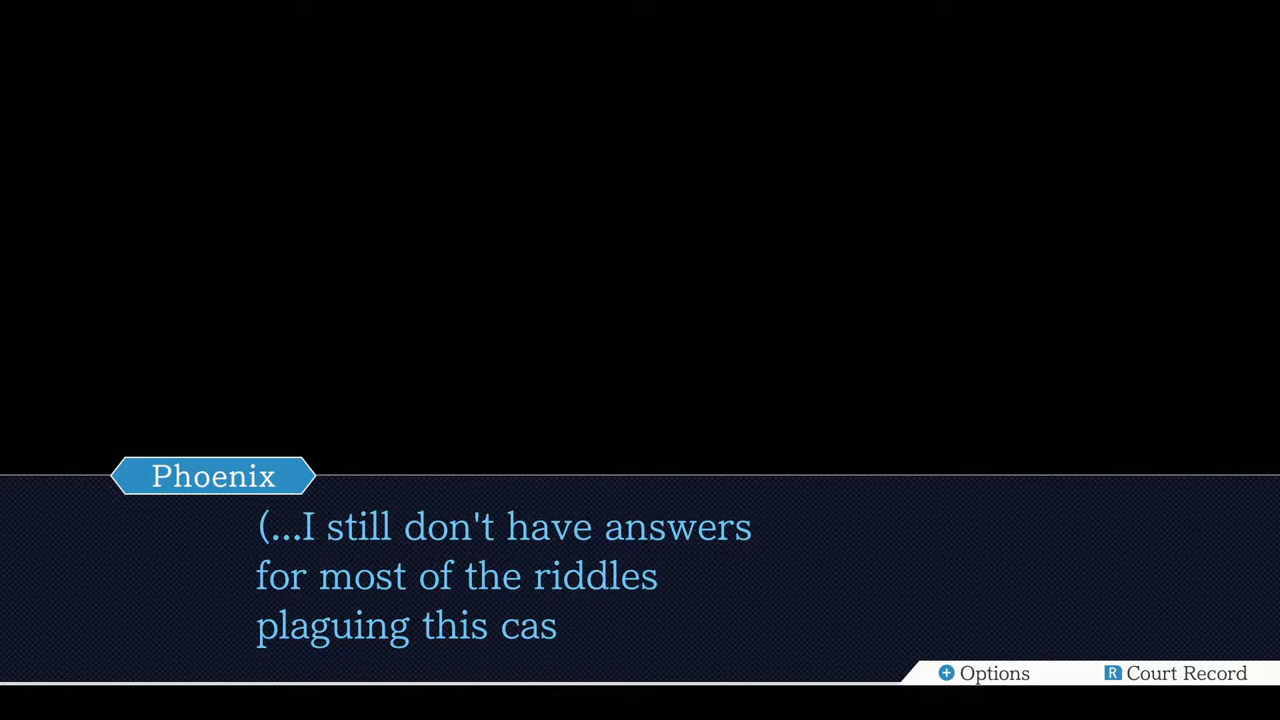 Phoenix
(...I still don't have answers
for most of the riddles
plaguing this cas
+ Options
R Court Record